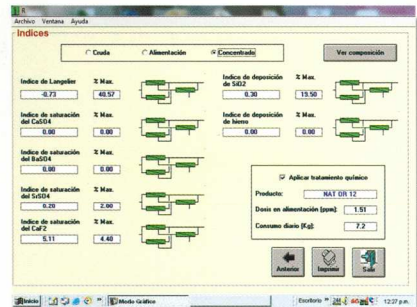 R
Archivo Ventana Ayuda
Indices
Cruda Alimentación Concentrado
Ver composición
Indice de Langelier % Max.
-0.73 40.57
Indice de saturación del CaSO4 % Max.
0.00 0.00
Indice de saturación del BaSO4 % Max.
0.00 0.00
Indice de saturación del SrSO4 % Max.
0.20 2.00
Indice de saturación del CaF2 % Max.
5.11 4.40
Indice de deposición de SiO2 % Max.
0.30 19.50
Indice de deposición de hierro % Max.
0.00 0.00
Aplicar tratamiento químico
Producto: NAT OR 12
Dosis en alimentación [ppm]: 1.51
Consumo diario [Kg]: 7.2
Anterior Imprimir Salir
Inicio Modo Gráfico Escritorio 12:27 p.m.